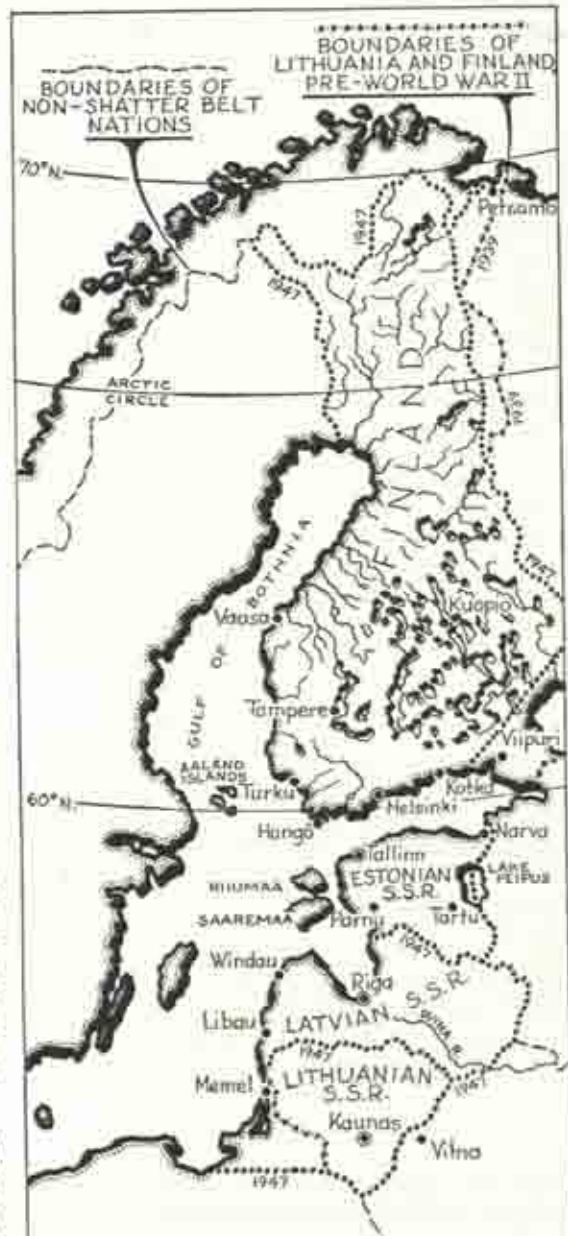 BOUNDARIES OF
LITHUANIA AND FINLAND
PRE-WORLD WAR II
BOUNDARIES OF
NON-SHATTER BELT
NATIONS
70°N.
Petsamo
1947
1939
1947
ARCTIC
CIRCLE
FINLAND
1939
1947
GULF OF BOTHNIA
Kuopio
Vaasa
Tampere
Viipuri
AALAND
ISLANDS
Turku
Kotka
60°N.
Helsinki
Hangö
Narva
Tallinn
LAKE
PEIPUS
ESTONIAN
S.S.R.
HIIUMAA
SAAREMAA
Parnu
Tartu
1947
Windau
Riga
LATVIAN S.S.R.
DVINA R.
Libau
1947
LITHUANIAN
S.S.R.
1947
Memel
Kaunas
Vilna
1947